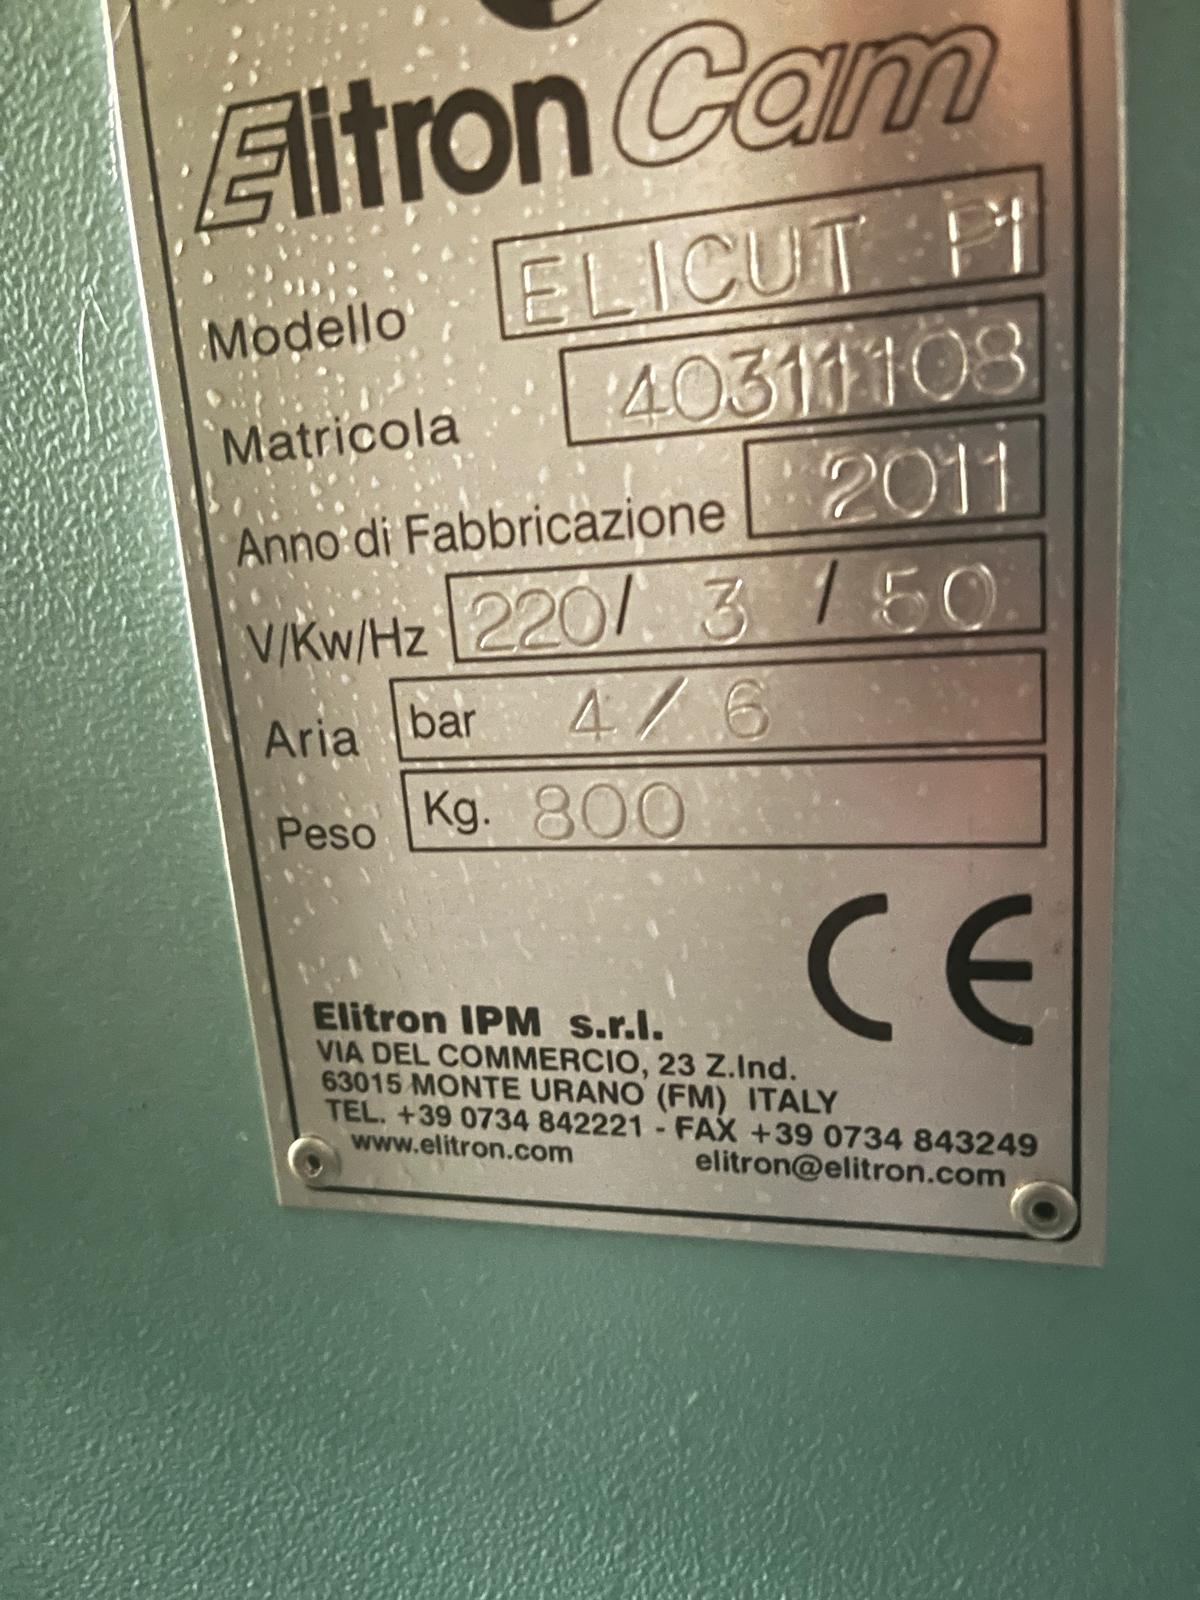 Elitron Cam
Modello ELICUT P1
Matricola 40311108
Anno di Fabbricazione 2011
V/Kw/Hz 220/ 3 / 50
Aria bar 4/6
Peso Kg. 800
CE
Elitron IPM s.r.l.
VIA DEL COMMERCIO, 23 Z.Ind.
63015 MONTE URANO (FM) ITALY
TEL. +39 0734 842221 - FAX +39 0734 843249
www.elitron.com elitron@elitron.com